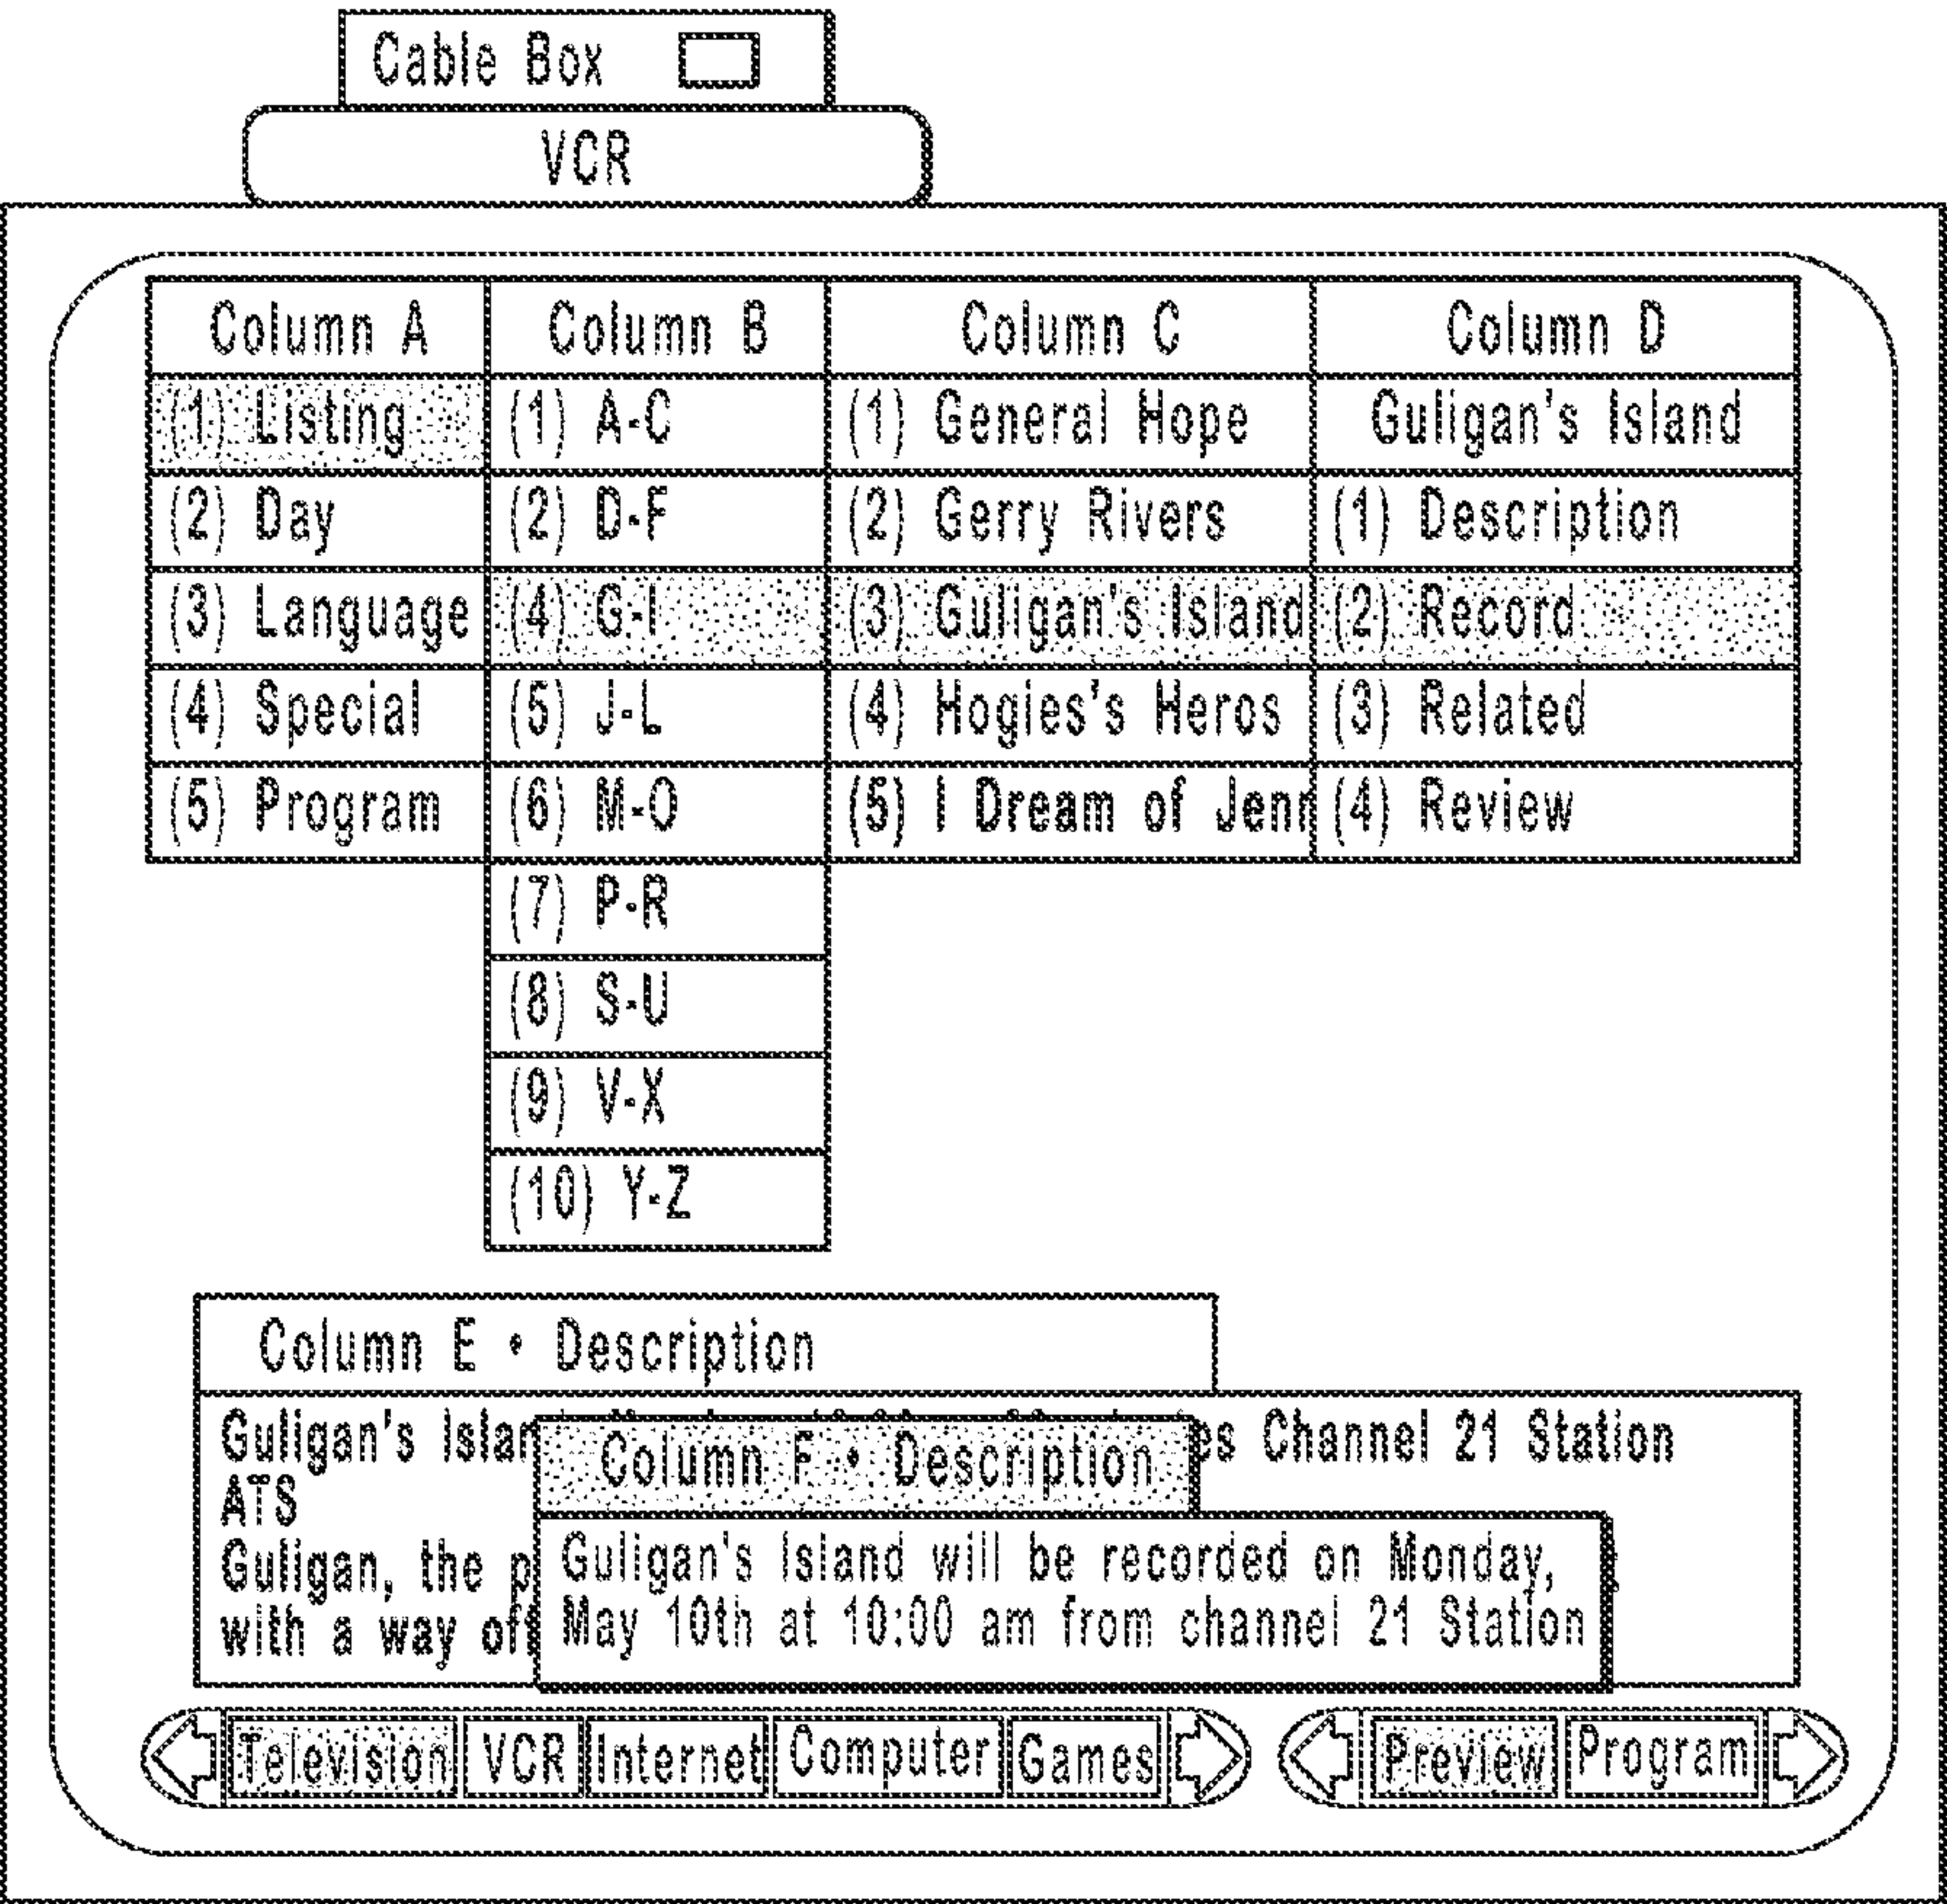 Cable Box
VCR
Column A Column B Column C Column D
(1) Listing (1) A-C (1) General Hope Guligan's Island
(2) Day (2) D-F (2) Gerry Rivers (1) Description
(3) Language (4) G-I (3) Guligan's Island (2) Record
(4) Special (5) J-L (4) Hogies's Heros (3) Related
(5) Program (6) M-O (5) I Dream of Jenn (4) Review
(7) P-R
(8) S-U
(9) V-X
(10) Y-Z
Column E • Description
Guligan's Islan es Channel 21 Station
Column F • Description
ATS
Guligan, the p Guligan's Island will be recorded on Monday,
with a way off May 10th at 10:00 am from channel 21 Station
Television VCR Internet Computer Games Preview Program